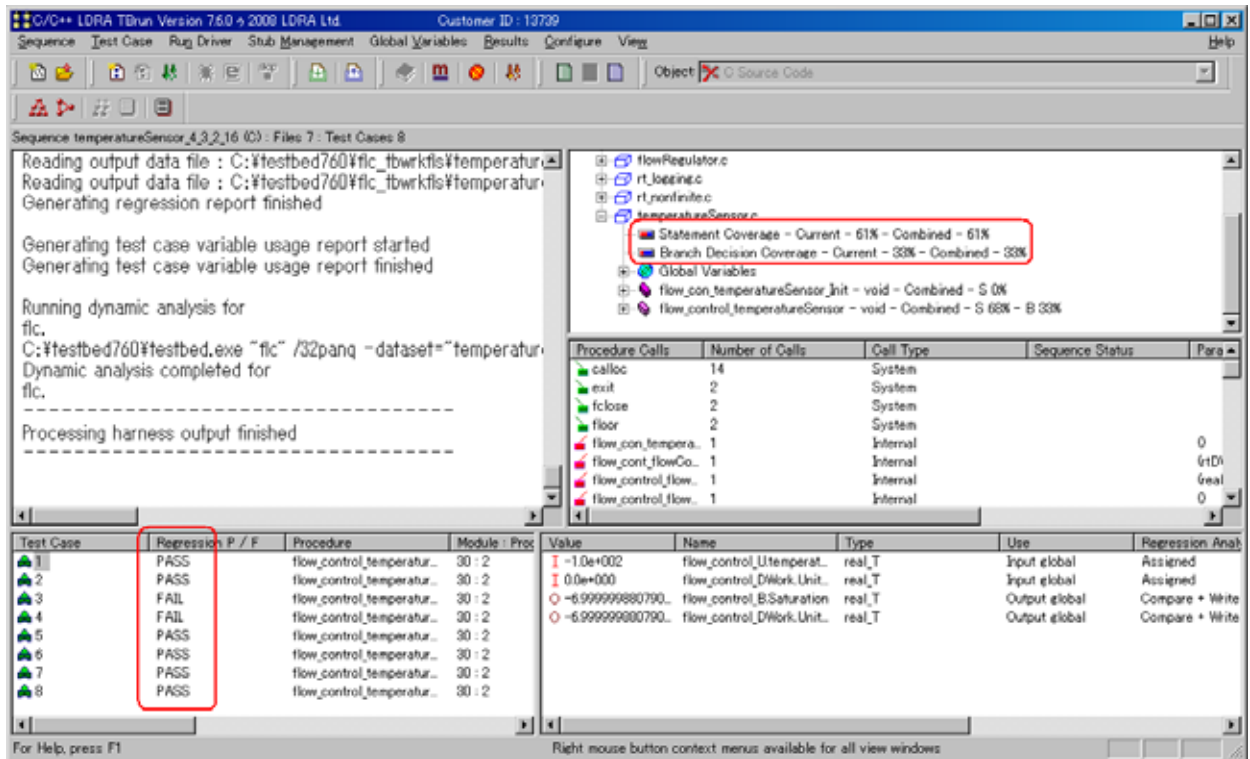 C/C++ LDRA TBrun Version 7.6.0 © 2008 LDRA Ltd. Customer ID : 13739
Sequence Test Case Run Driver Stub Management Global Variables Results Configure View Help
Object: C Source Code
Sequence temperatureSensor_4_3_2_16 (C) : Files 7 : Test Cases 8
Reading output data file : C:¥testbed760¥flc_tbwrkfls¥temperatur
Reading output data file : C:¥testbed760¥flc_tbwrkfls¥temperatur
Generating regression report finished
Generating test case variable usage report started
Generating test case variable usage report finished
Running dynamic analysis for
flc.
C:¥testbed760¥testbed.exe "flc" /32panq -dataset="temperatur
Dynamic analysis completed for
flc.
-----------------------------------
Processing harness output finished
-----------------------------------
flowRegulator.c
rt_logging.c
rt_nonfinite.c
temperatureSensor.c
Statement Coverage - Current - 61% - Combined - 61%
Branch Decision Coverage - Current - 33% - Combined - 33%
Global Variables
flow_con_temperatureSensor_Init - void - Combined - S 0%
flow_control_temperatureSensor - void - Combined - S 68% - B 33%
Procedure Calls Number of Calls Call Type Sequence Status Para
calloc 14 System
exit 2 System
fclose 2 System
floor 2 System
flow_con_tempera... 1 Internal 0
flow_cont_flowCo... 1 Internal (rtD
flow_control_flow... 1 Internal (real
flow_control_flow... 1 Internal 0
Test Case Regression P / F Procedure Module : Proc
1 PASS flow_control_temperatur... 30 : 2
2 PASS flow_control_temperatur... 30 : 2
3 FAIL flow_control_temperatur... 30 : 2
4 FAIL flow_control_temperatur... 30 : 2
5 PASS flow_control_temperatur... 30 : 2
6 PASS flow_control_temperatur... 30 : 2
7 PASS flow_control_temperatur... 30 : 2
8 PASS flow_control_temperatur... 30 : 2
Value Name Type Use Regression Analy
-1.0e+002 flow_control_U.temperat... real_T Input global Assigned
0.0e+000 flow_control_DWork.Unit... real_T Input global Assigned
-6.999999880790... flow_control_B.Saturation real_T Output global Compare + Write
-6.999999880790... flow_control_DWork.Unit... real_T Output global Compare + Write
For Help, press F1 Right mouse button context menus available for all view windows